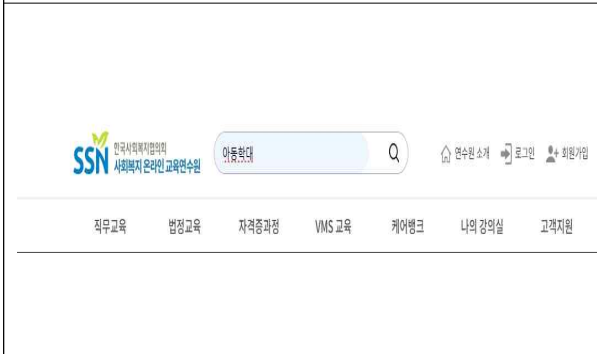 SSN 한국사회복지협의회
사회복지 온라인 교육연수원
아동학대
연수원 소개 로그인 회원가입
직무교육 법정교육 자격증과정 VMS 교육 케어뱅크 나의 강의실 고객지원